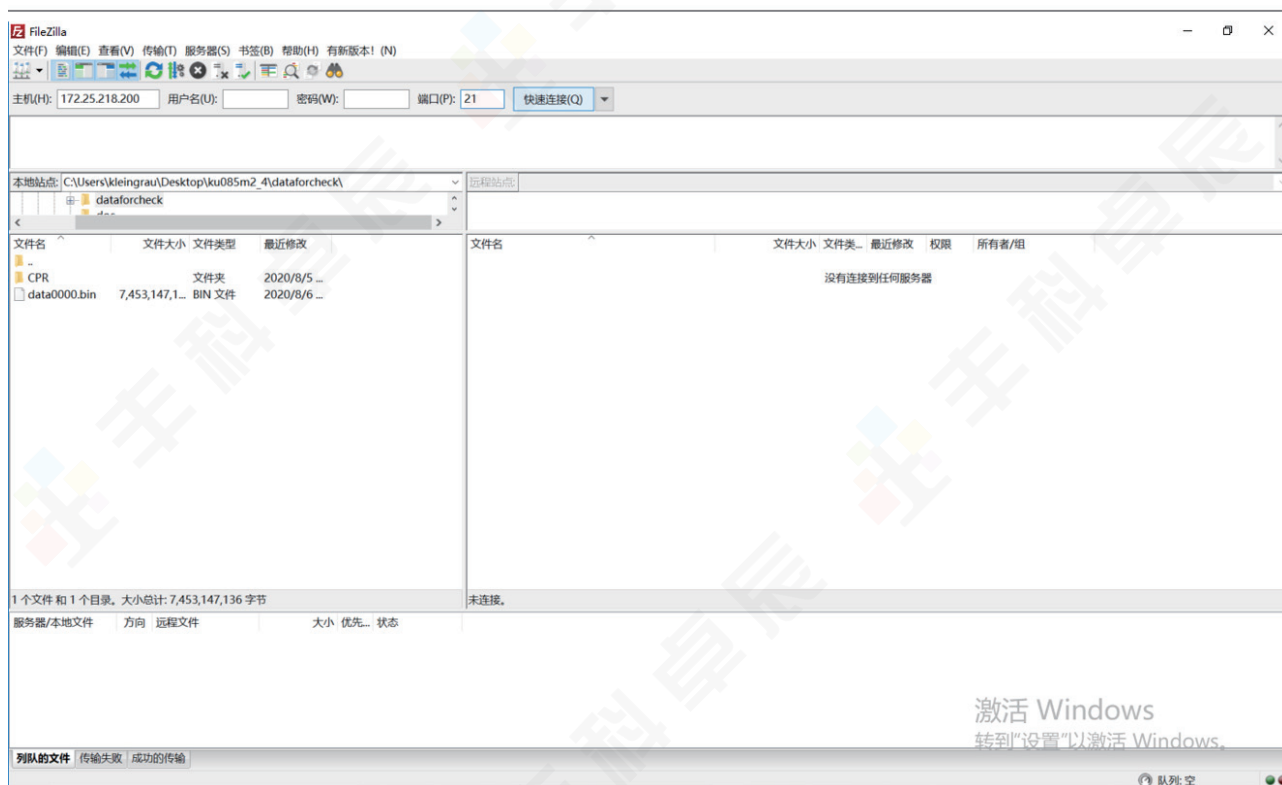 FileZilla
文件(F) 编辑(E) 查看(V) 传输(T) 服务器(S) 书签(B) 帮助(H) 有新版本! (N)
主机(H): 172.25.218.200 用户名(U): 密码(W): 端口(P): 21 快速连接(Q)
本地站点: C:\Users\kleingrau\Desktop\ku085m2_4\dataforcheck\ 远程站点:
dataforcheck
文件名 文件大小 文件类型 最近修改 文件名 文件大小 文件类... 最近修改 权限 所有者/组
..
CPR 文件夹 2020/8/5 ... 没有连接到任何服务器
data0000.bin 7,453,147,1... BIN 文件 2020/8/6 ...
1 个文件 和 1 个目录。大小总计: 7,453,147,136 字节 未连接。
服务器/本地文件 方向 远程文件 大小 优先... 状态
激活 Windows
转到"设置"以激活 Windows。
列队的文件 传输失败 成功的传输
队列: 空
丰科卓辰